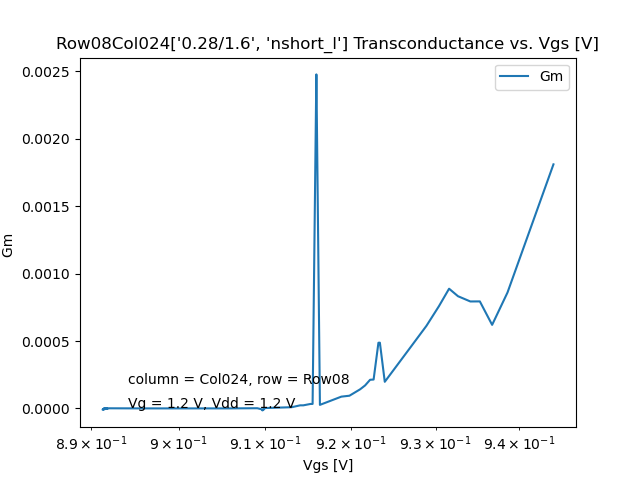 Row08Col024['0.28/1.6', 'nshort_l'] Transconductance vs. Vgs [V]
Gm
0.0025
0.0020
0.0015
0.0010
0.0005
0.0000
Gm
column = Col024, row = Row08
Vg = 1.2 V, Vdd = 1.2 V
8.9 × 10⁻¹ 9 × 10⁻¹ 9.1 × 10⁻¹ 9.2 × 10⁻¹ 9.3 × 10⁻¹ 9.4 × 10⁻¹
Vgs [V]